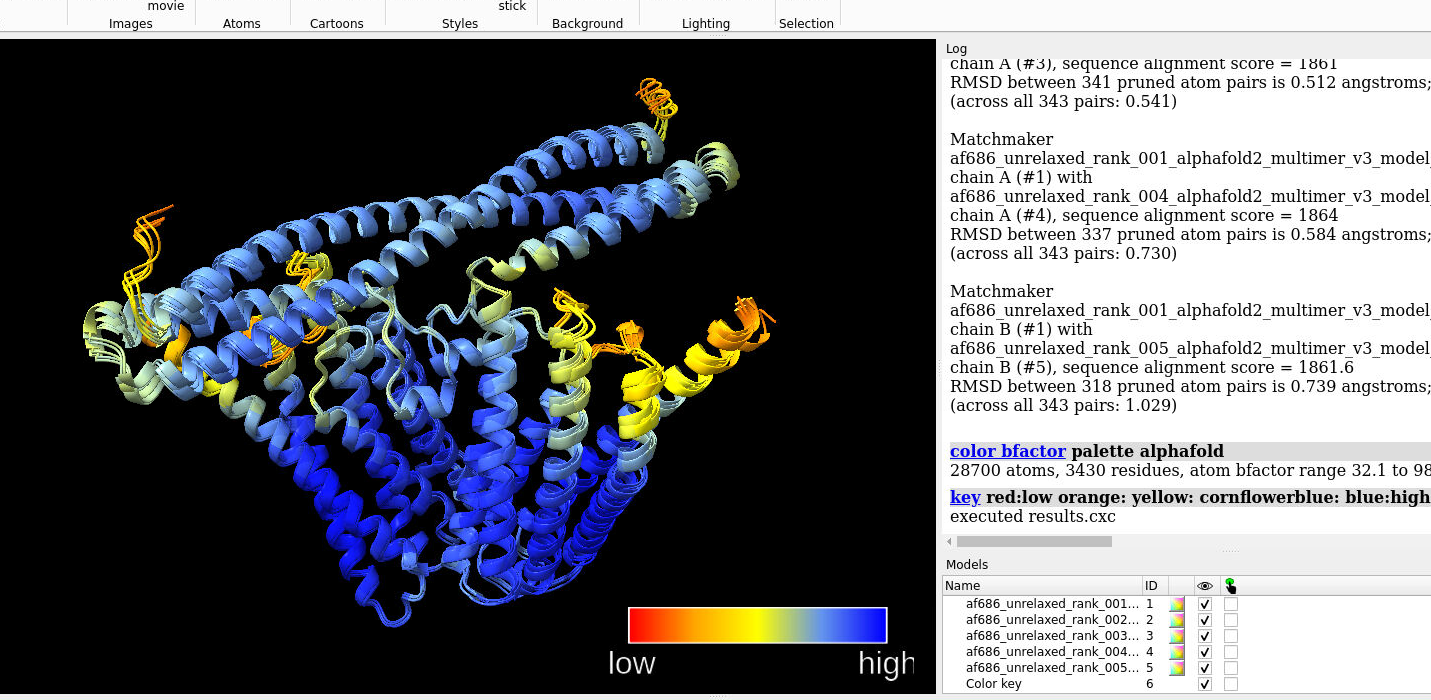 movie
stick
Images
Atoms
Cartoons
Styles
Background
Lighting
Selection
Log
chain A (#3), sequence alignment score = 1861
RMSD between 341 pruned atom pairs is 0.512 angstroms;
(across all 343 pairs: 0.541)
Matchmaker
af686_unrelaxed_rank_001_alphafold2_multimer_v3_model_
chain A (#1) with
af686_unrelaxed_rank_004_alphafold2_multimer_v3_model_
chain A (#4), sequence alignment score = 1864
RMSD between 337 pruned atom pairs is 0.584 angstroms;
(across all 343 pairs: 0.730)
Matchmaker
af686_unrelaxed_rank_001_alphafold2_multimer_v3_model_
chain B (#1) with
af686_unrelaxed_rank_005_alphafold2_multimer_v3_model_
chain B (#5), sequence alignment score = 1861.6
RMSD between 318 pruned atom pairs is 0.739 angstroms;
(across all 343 pairs: 1.029)
color bfactor palette alphafold
28700 atoms, 3430 residues, atom bfactor range 32.1 to 98
key red:low orange: yellow: cornflowerblue: blue:high
executed results.cxc
low
high
Models
Name
ID
af686_unrelaxed_rank_001... 1
af686_unrelaxed_rank_002... 2
af686_unrelaxed_rank_003... 3
af686_unrelaxed_rank_004... 4
af686_unrelaxed_rank_005... 5
Color key 6